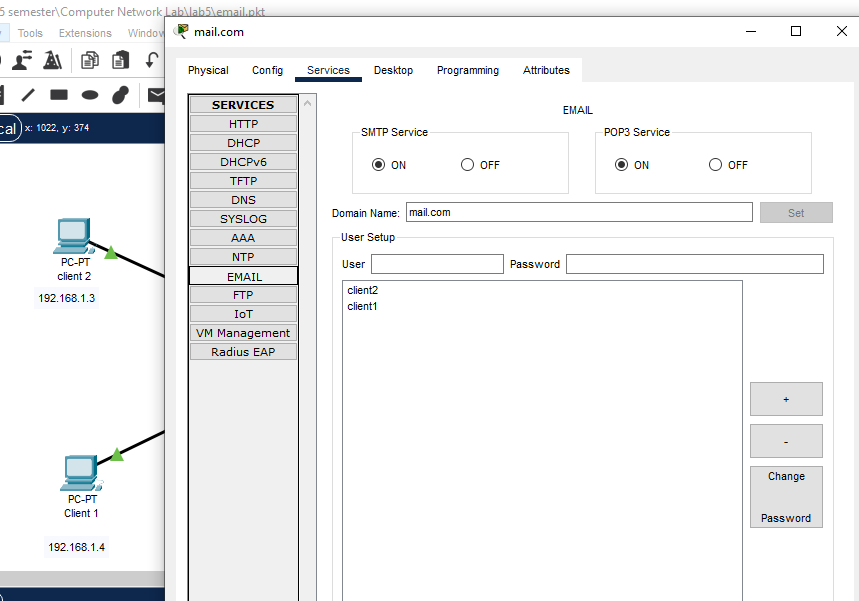 5 semester\Computer Network Lab\lab5\email.pkt
Tools Extensions Window
x: 1022, y: 374
PC-PT
client 2
192.168.1.3
PC-PT
Client 1
192.168.1.4
mail.com
Physical Config Services Desktop Programming Attributes
SERVICES
HTTP
DHCP
DHCPv6
TFTP
DNS
SYSLOG
AAA
NTP
EMAIL
FTP
IoT
VM Management
Radius EAP
EMAIL
SMTP Service
ON OFF
POP3 Service
ON OFF
Domain Name: mail.com Set
User Setup
User Password
client2
client1
+
-
Change
Password